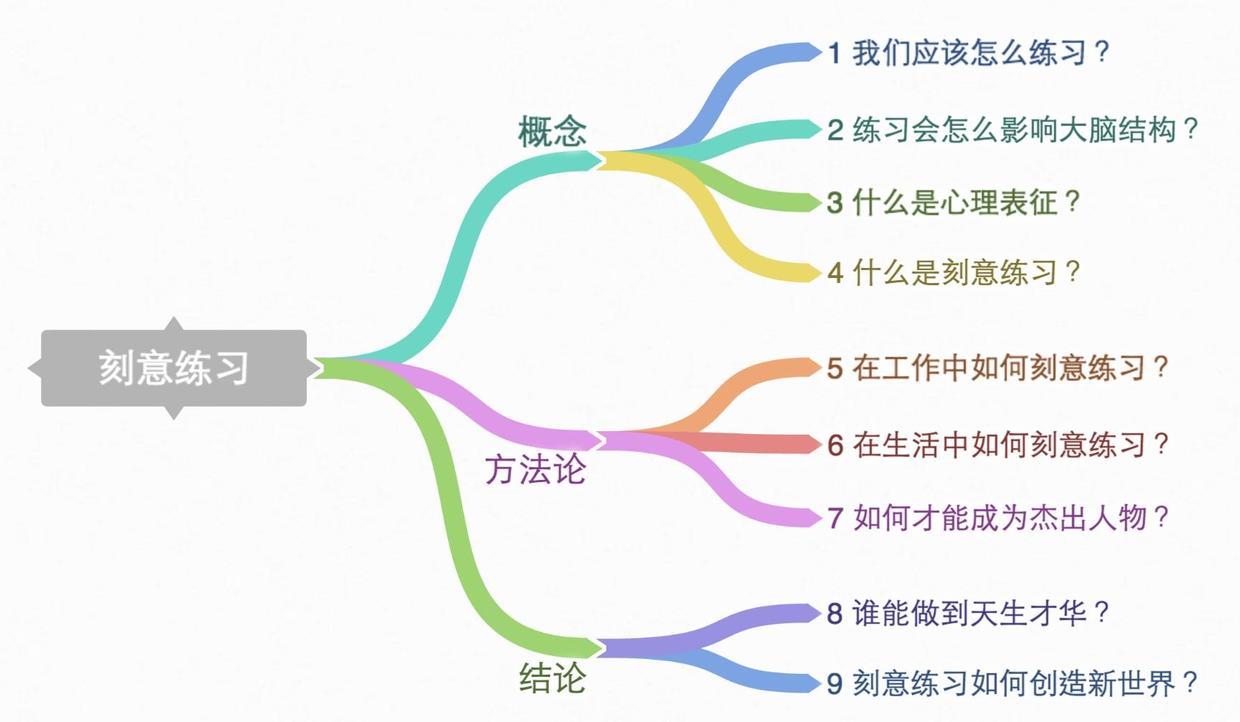 刻意练习
概念
1 我们应该怎么练习？
2 练习会怎么影响大脑结构？
3 什么是心理表征？
4 什么是刻意练习？
方法论
5 在工作中如何刻意练习？
6 在生活中如何刻意练习？
7 如何才能成为杰出人物？
结论
8 谁能做到天生才华？
9 刻意练习如何创造新世界？